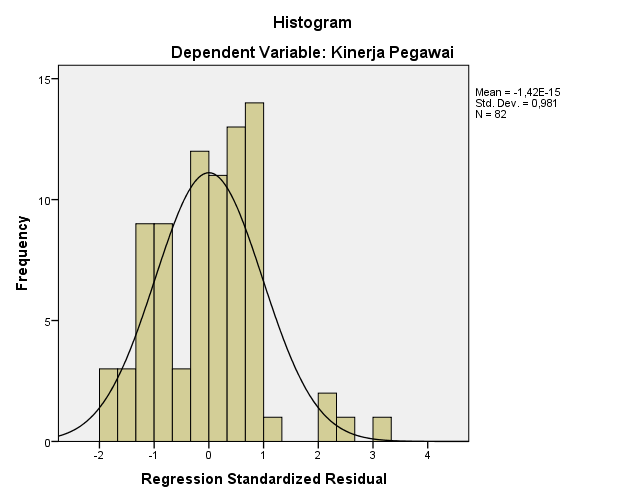 Histogram
Dependent Variable: Kinerja Pegawai
Mean = -1,42E-15
Std. Dev. = 0,981
N = 82
Frequency
15
10
5
0
-2 -1 0 1 2 3 4
Regression Standardized Residual